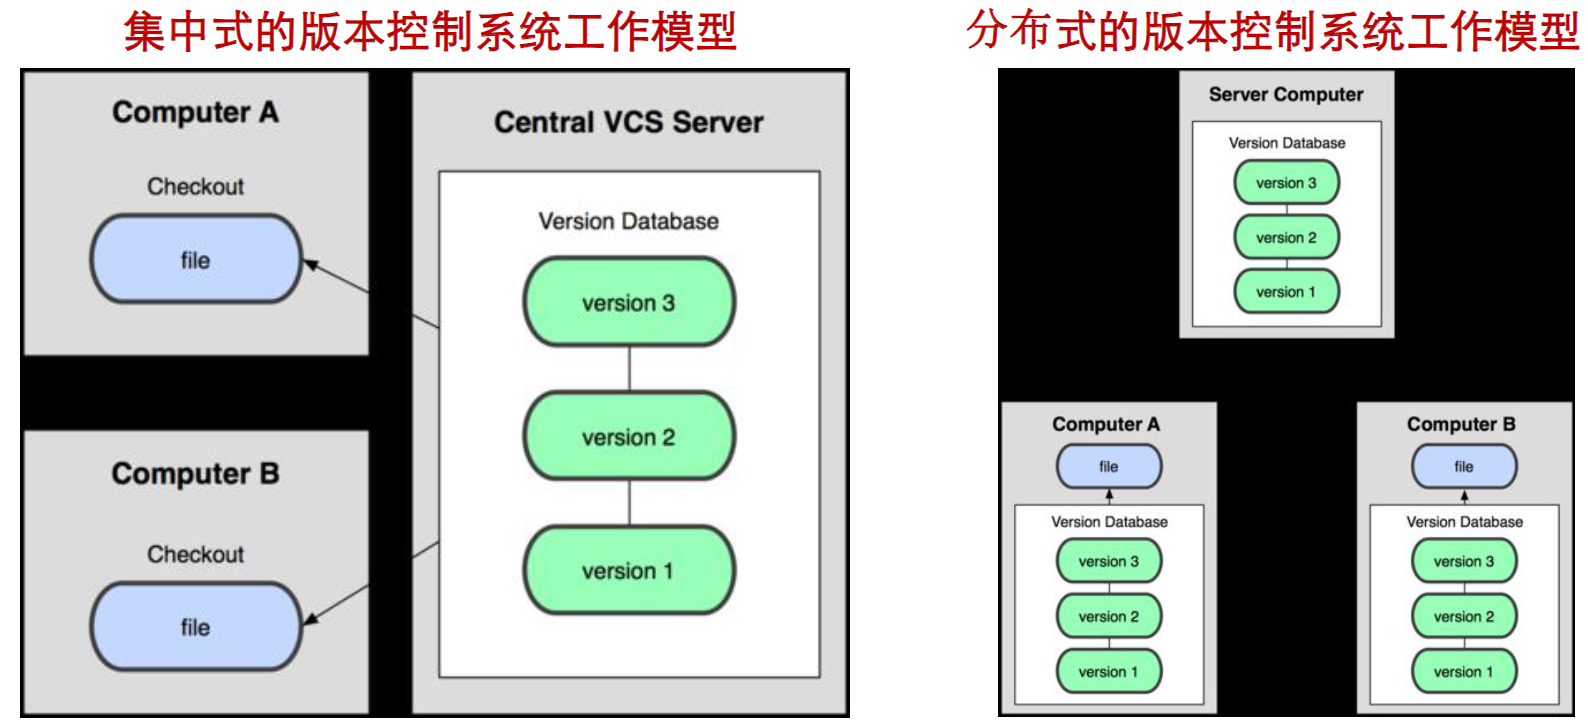 集中式的版本控制系统工作模型
Computer A
Checkout
file
Computer B
Checkout
file
Central VCS Server
Version Database
version 3
version 2
version 1
分布式的版本控制系统工作模型
Server Computer
Version Database
version 3
version 2
version 1
Computer A
file
Version Database
version 3
version 2
version 1
Computer B
file
Version Database
version 3
version 2
version 1